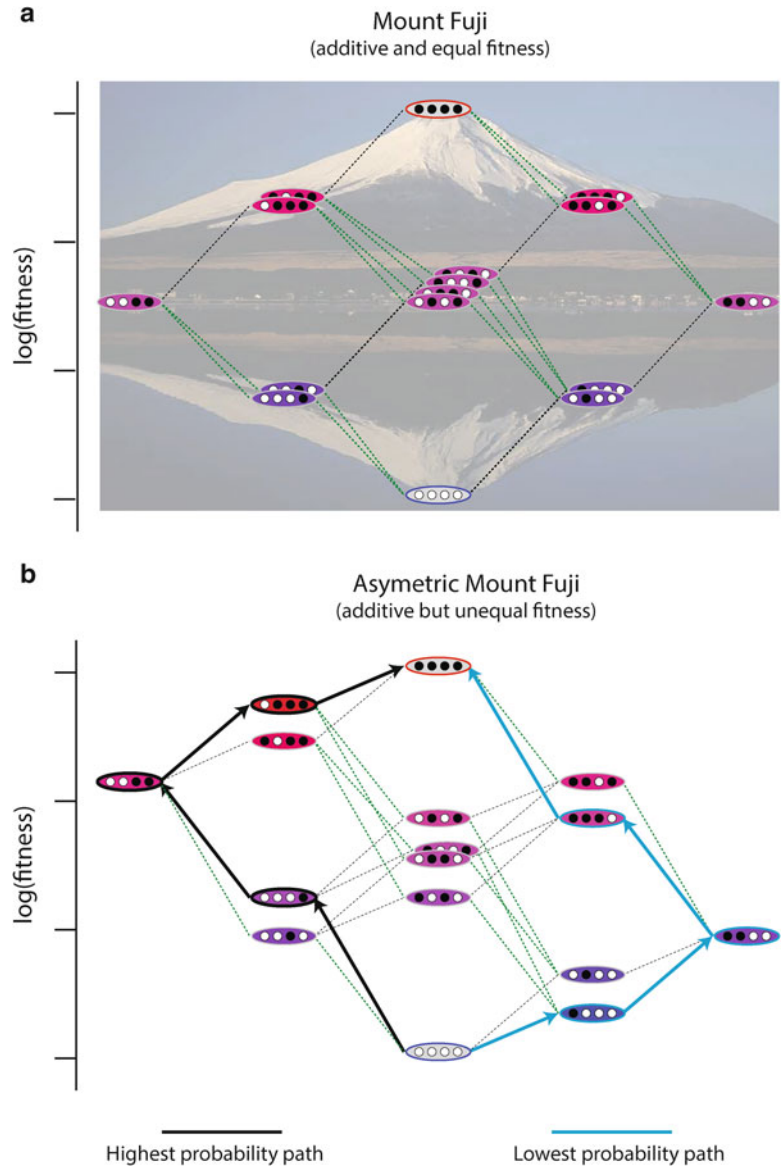 a
Mount Fuji
(additive and equal fitness)
log(fitness)
b
Asymetric Mount Fuji
(additive but unequal fitness)
log(fitness)
Highest probability path
Lowest probability path